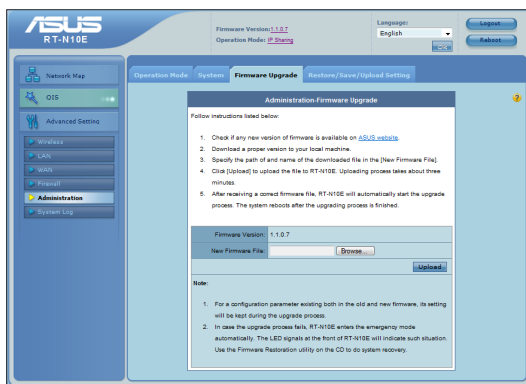 ASUS
RT-N10E
Firmware Version:1.1.0.7
Operation Mode: IP Sharing
Language:
English
Logout
Reboot
Network Map
QIS
Advanced Setting
Wireless
LAN
WAN
Firewall
Administration
System Log
Operation Mode System Firmware Upgrade Restore/Save/Upload Setting
Administration-Firmware Upgrade
Follow instructions listed below:
1. Check if any new version of firmware is available on ASUS website.
2. Download a proper version to your local machine.
3. Specify the path of and name of the downloaded file in the [New Firmware File].
4. Click [Upload] to upload the file to RT-N10E. Uploading process takes about three
minutes.
5. After receiving a correct firmware file, RT-N10E will automatically start the upgrade
process. The system reboots after the upgrading process is finished.
Firmware Version: 1.1.0.7
New Firmware File: Browse...
Upload
Note:
1. For a configuration parameter existing both in the old and new firmware, its setting
will be kept during the upgrade process.
2. In case the upgrade process fails, RT-N10E enters the emergency mode
automatically. The LED signals at the front of RT-N10E will indicate such situation.
Use the Firmware Restoration utility on the CD to do system recovery.